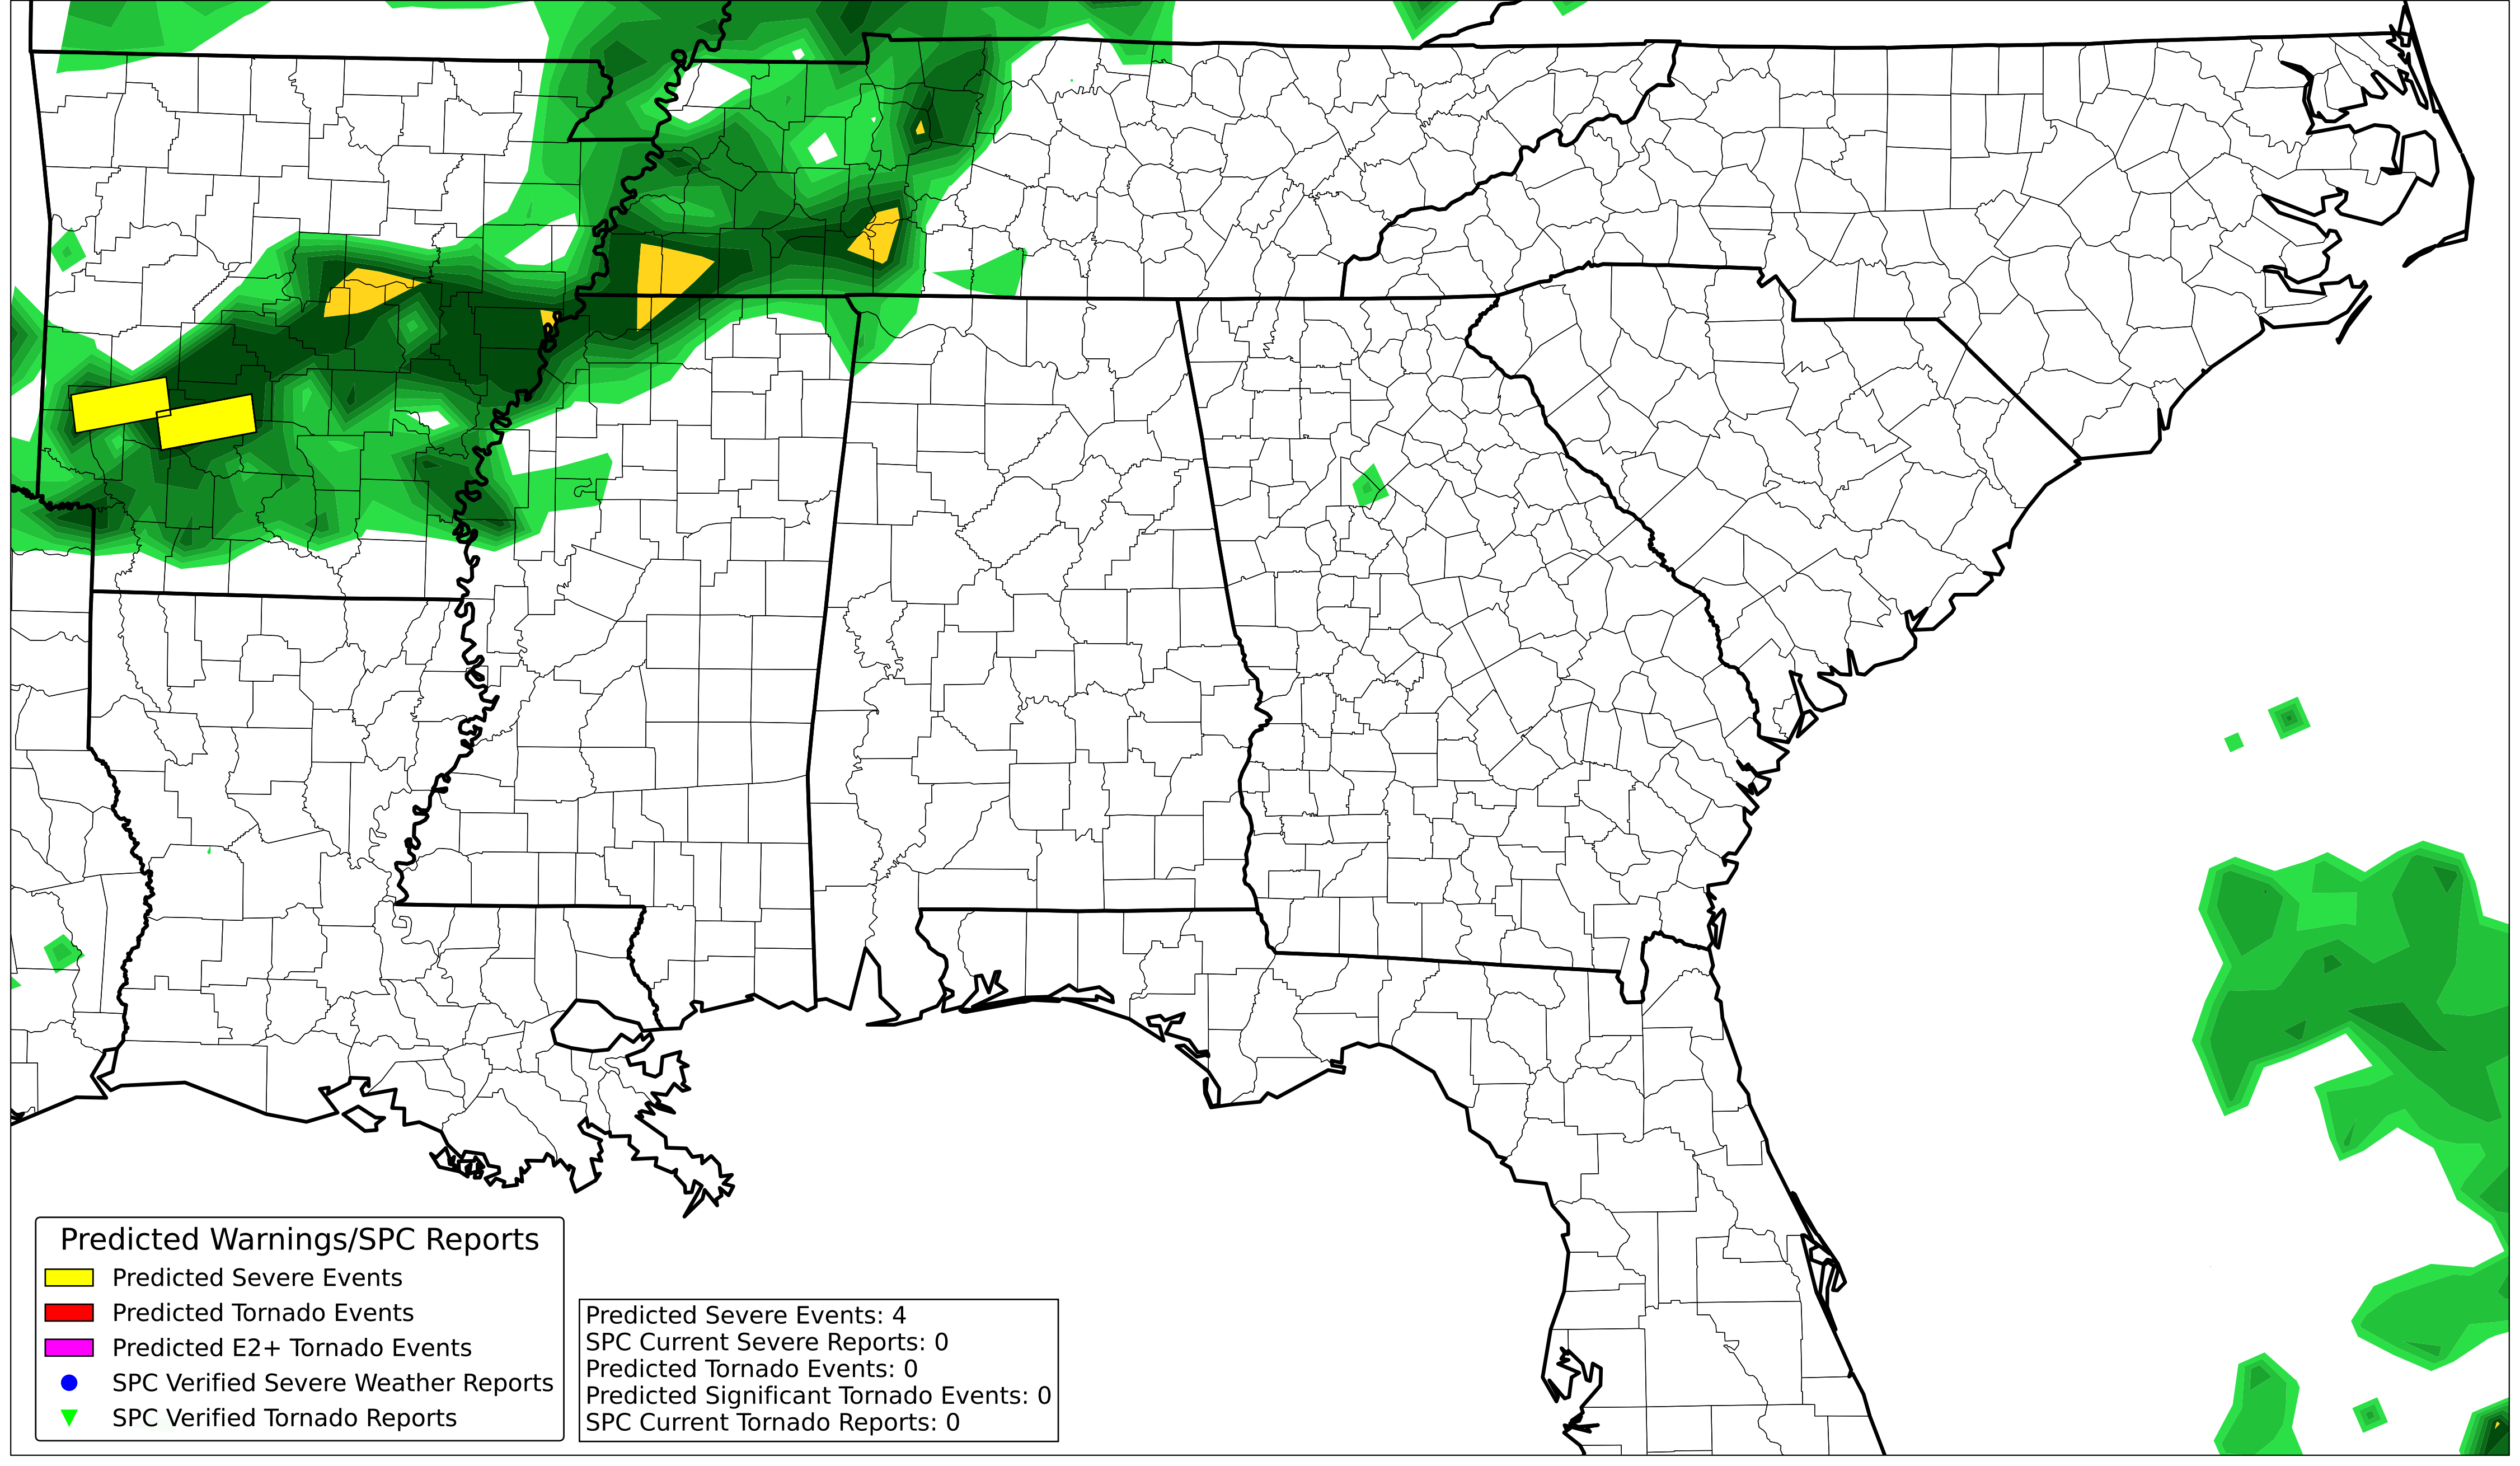 Predicted Warnings/SPC Reports
Predicted Severe Events
Predicted Tornado Events
Predicted E2+ Tornado Events
SPC Verified Severe Weather Reports
SPC Verified Tornado Reports
Predicted Severe Events: 4
SPC Current Severe Reports: 0
Predicted Tornado Events: 0
Predicted Significant Tornado Events: 0
SPC Current Tornado Reports: 0